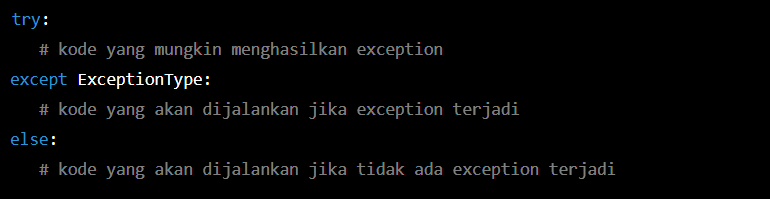 try:
# kode yang mungkin menghasilkan exception
except ExceptionType:
# kode yang akan dijalankan jika exception terjadi
else:
# kode yang akan dijalankan jika tidak ada exception terjadi